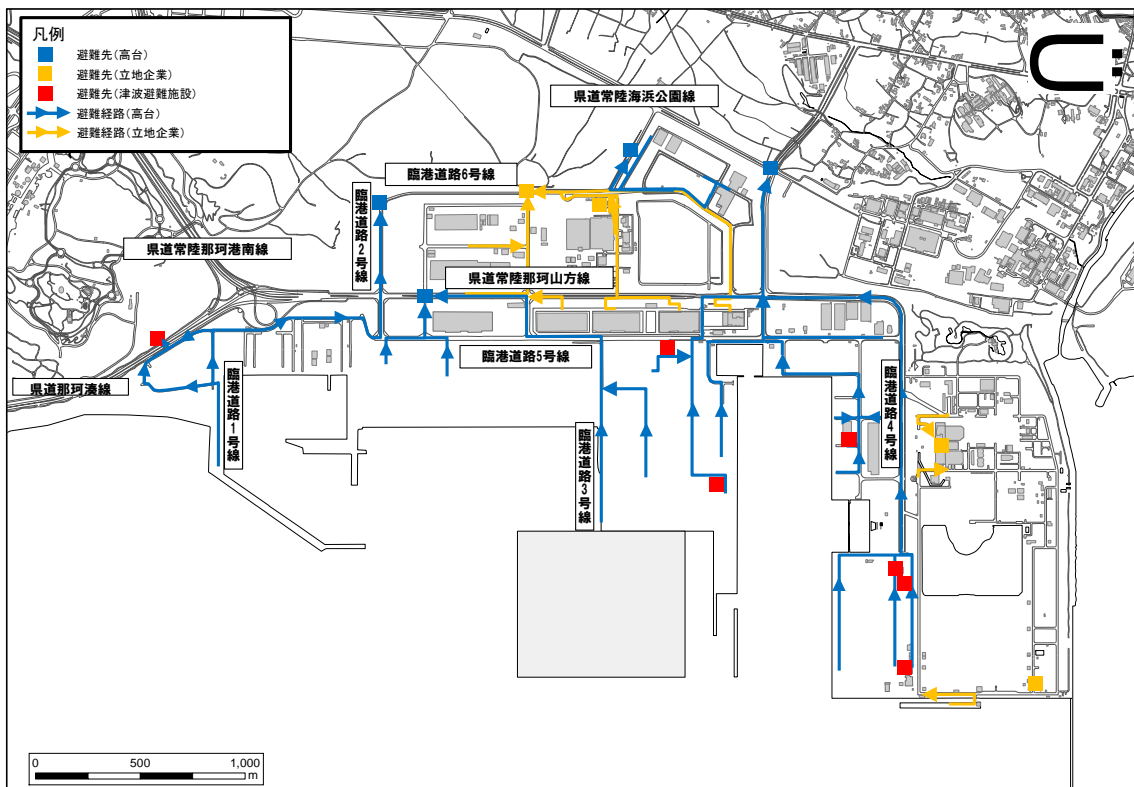 凡例
避難先(高台)
避難先(立地企業)
避難先(津波避難施設)
避難経路(高台)
避難経路(立地企業)
県道常陸海浜公園線
臨港道路6号線
臨港道路2号線
県道常陸那珂港南線
県道常陸那珂山方線
臨港道路5号線
県道那珂湊線
臨港道路1号線
臨港道路3号線
臨港道路4号線
0 500 1,000
m